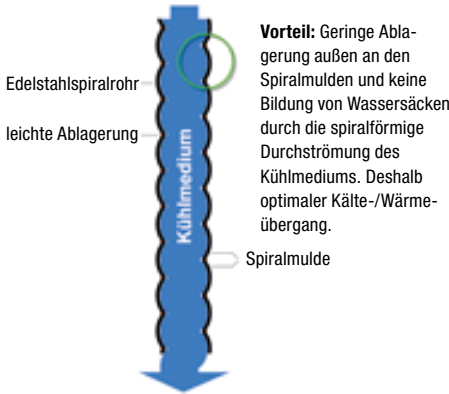 Vorteil: Geringe Abla-
gerung außen an den
Spiralmulden und keine
Bildung von Wassersäcken
durch die spiralförmige
Durchströmung des
Kühlmediums. Deshalb
optimaler Kälte-/Wärme-
übergang.
Edelstahlspiralrohr
leichte Ablagerung
Kühlmedium
Spiralmulde